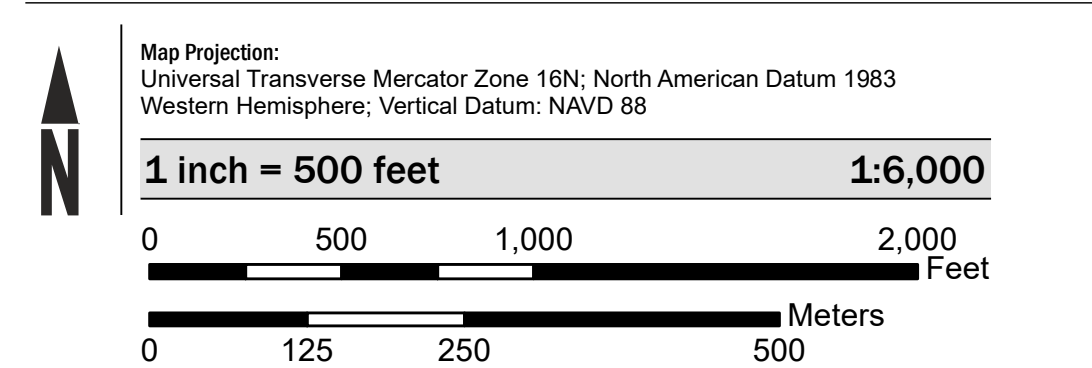 Map Projection:
Universal Transverse Mercator Zone 16N; North American Datum 1983
Western Hemisphere; Vertical Datum: NAVD 88
N
1 inch = 500 feet 1:6,000
0 500 1,000 2,000
Feet
Meters
0 125 250 500